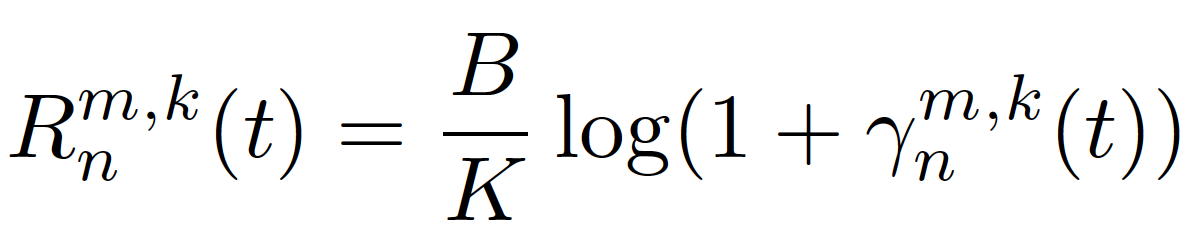 R_n^{m,k}(t) = \frac{B}{K} \log(1 + \gamma_n^{m,k}(t))